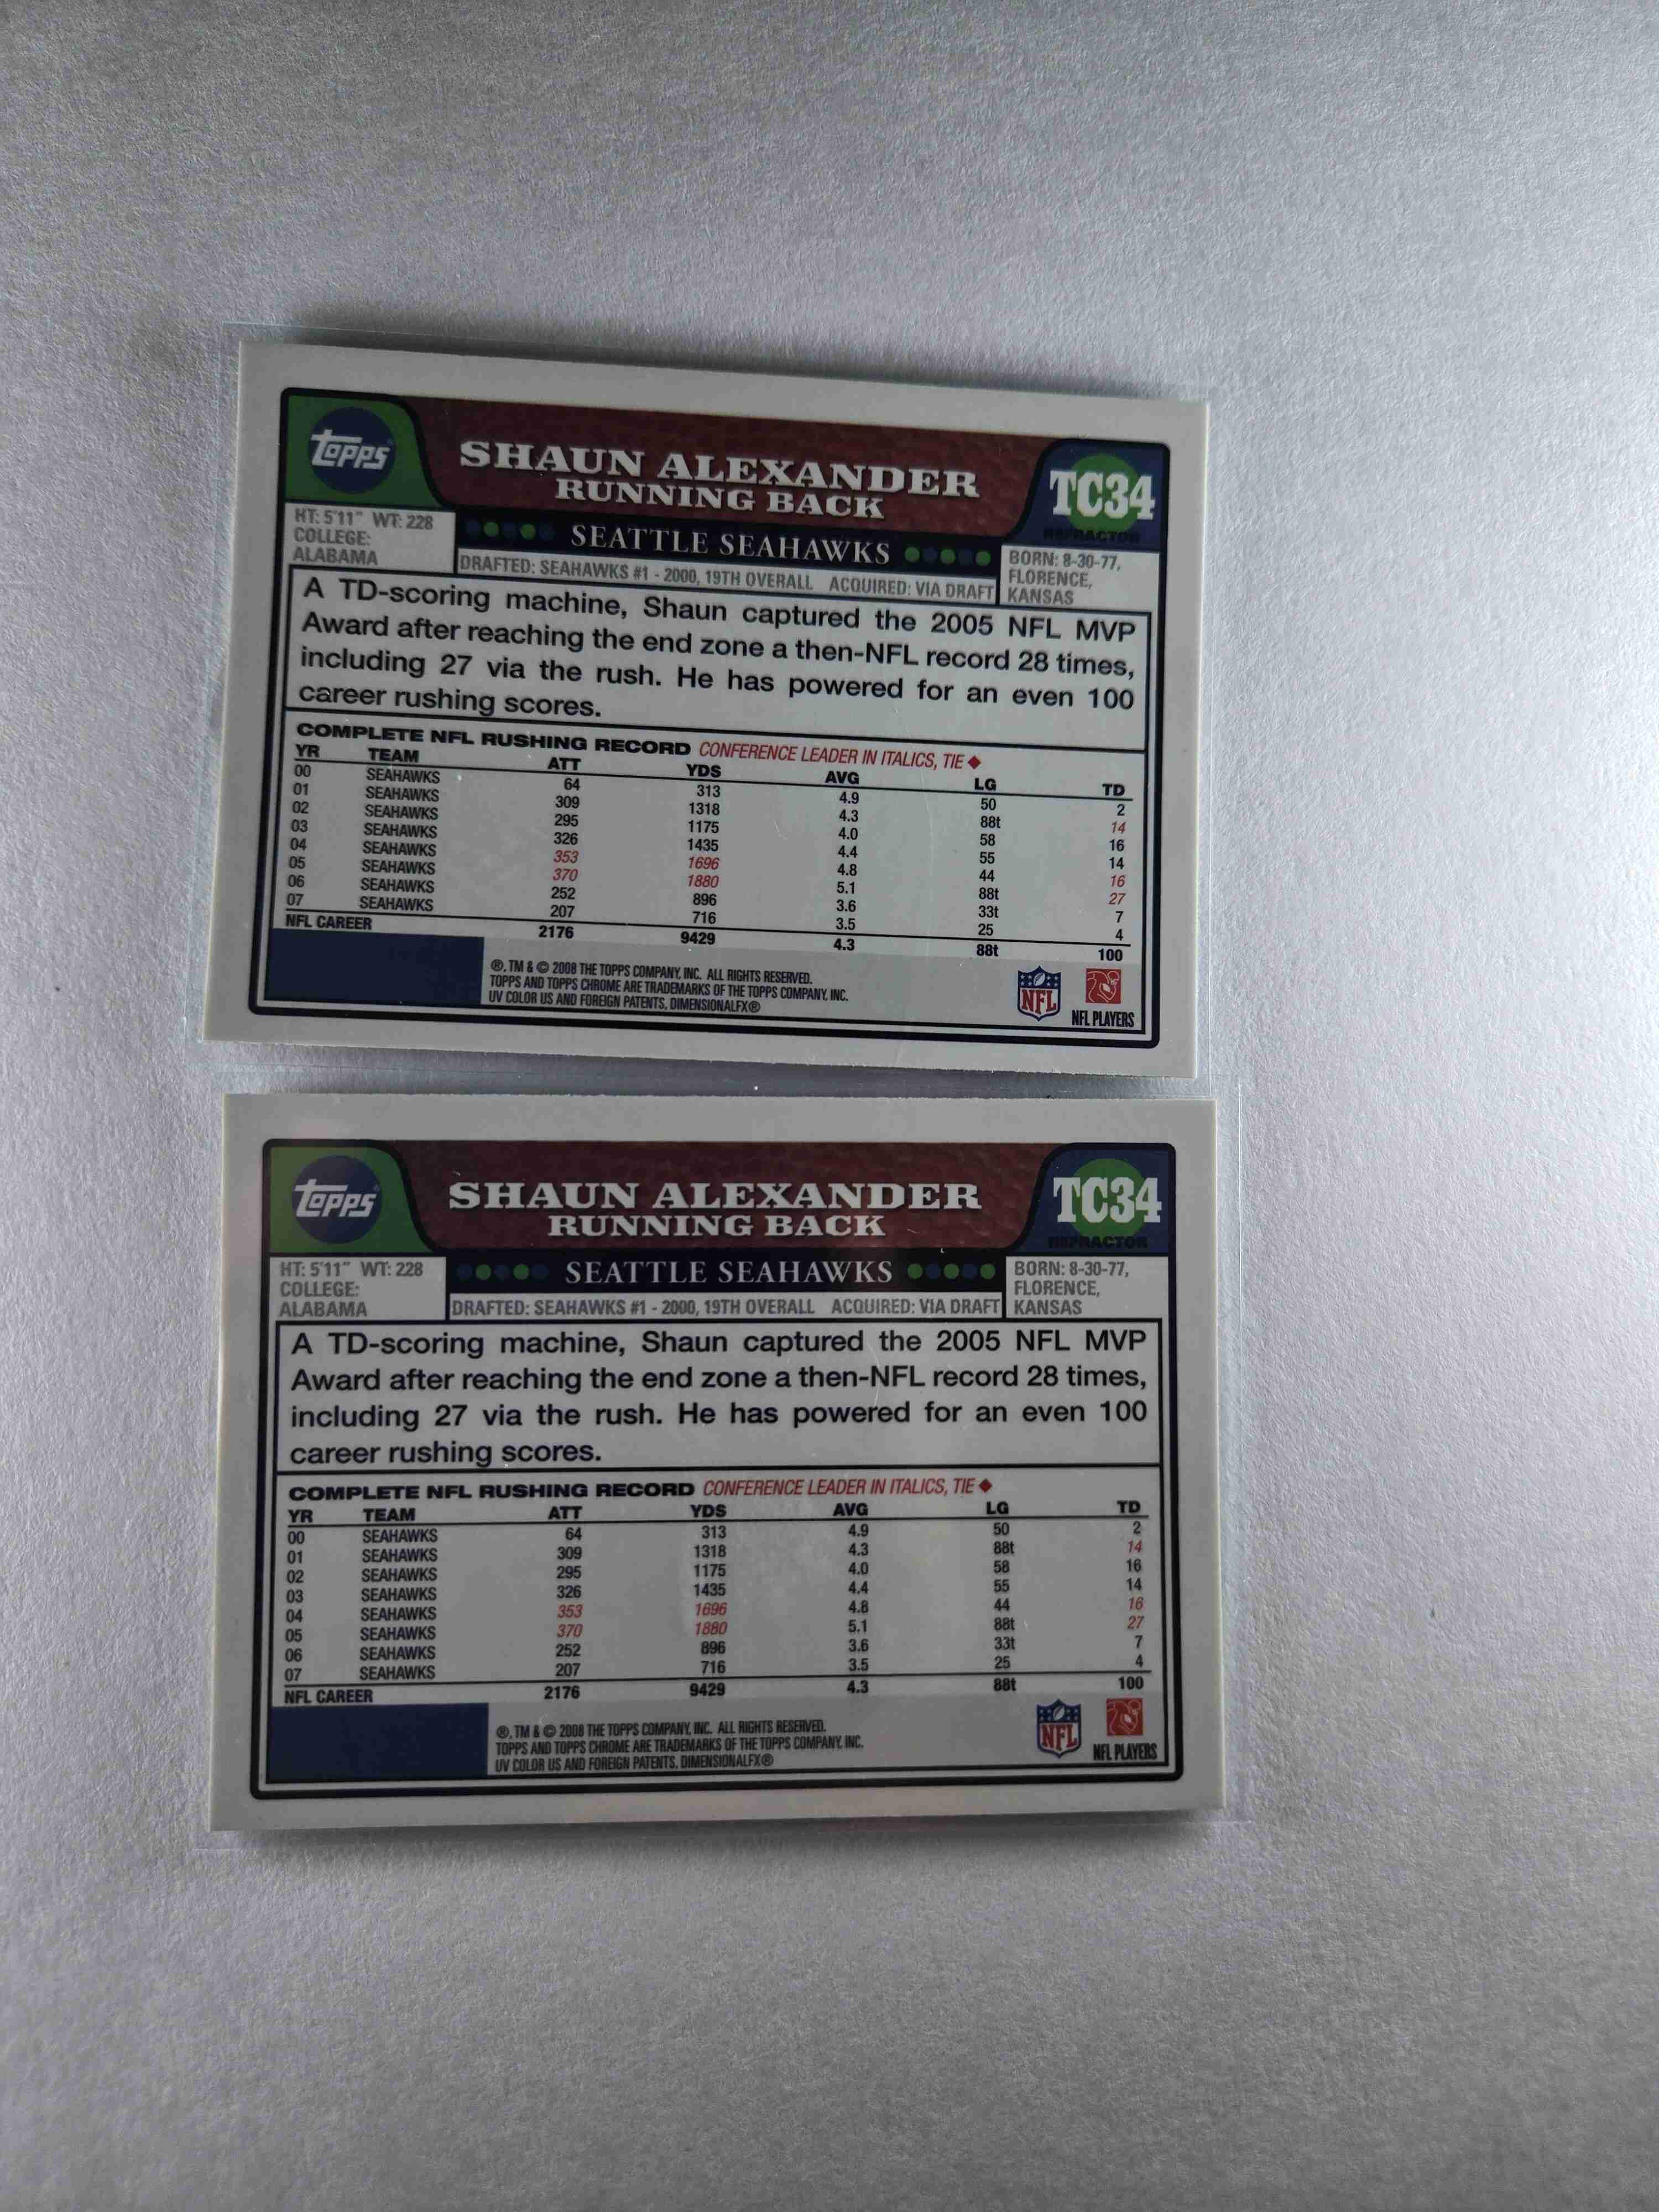 Topps
SHAUN ALEXANDER
RUNNING BACK
TC34
REFRACTOR
HT: 5'11" WT: 228
COLLEGE:
ALABAMA
SEATTLE SEAHAWKS
DRAFTED: SEAHAWKS #1 - 2000, 19TH OVERALL ACQUIRED: VIA DRAFT
BORN: 8-30-77,
FLORENCE,
KANSAS
A TD-scoring machine, Shaun captured the 2005 NFL MVP
Award after reaching the end zone a then-NFL record 28 times,
including 27 via the rush. He has powered for an even 100
career rushing scores.
COMPLETE NFL RUSHING RECORD CONFERENCE LEADER IN ITALICS, TIE ◆
YR TEAM ATT YDS AVG LG TD
00 SEAHAWKS 64 313 4.9 50 2
01 SEAHAWKS 309 1318 4.3 88t 14
02 SEAHAWKS 295 1175 4.0 58 16
03 SEAHAWKS 326 1435 4.4 55 14
04 SEAHAWKS 353 1696 4.8 44 16
05 SEAHAWKS 370 1880 5.1 88t 27
06 SEAHAWKS 252 896 3.6 33t 7
07 SEAHAWKS 207 716 3.5 25 4
NFL CAREER 2176 9429 4.3 88t 100
®, TM & © 2008 THE TOPPS COMPANY, INC. ALL RIGHTS RESERVED.
TOPPS AND TOPPS CHROME ARE TRADEMARKS OF THE TOPPS COMPANY, INC.
UV COLOR US AND FOREIGN PATENTS, DIMENSIONALFX®
NFL
NFL PLAYERS
Topps
SHAUN ALEXANDER
RUNNING BACK
TC34
REFRACTOR
HT: 5'11" WT: 228
COLLEGE:
ALABAMA
SEATTLE SEAHAWKS
DRAFTED: SEAHAWKS #1 - 2000, 19TH OVERALL ACQUIRED: VIA DRAFT
BORN: 8-30-77,
FLORENCE,
KANSAS
A TD-scoring machine, Shaun captured the 2005 NFL MVP
Award after reaching the end zone a then-NFL record 28 times,
including 27 via the rush. He has powered for an even 100
career rushing scores.
COMPLETE NFL RUSHING RECORD CONFERENCE LEADER IN ITALICS, TIE ◆
YR TEAM ATT YDS AVG LG TD
00 SEAHAWKS 64 313 4.9 50 2
01 SEAHAWKS 309 1318 4.3 88t 14
02 SEAHAWKS 295 1175 4.0 58 16
03 SEAHAWKS 326 1435 4.4 55 14
04 SEAHAWKS 353 1696 4.8 44 16
05 SEAHAWKS 370 1880 5.1 88t 27
06 SEAHAWKS 252 896 3.6 33t 7
07 SEAHAWKS 207 716 3.5 25 4
NFL CAREER 2176 9429 4.3 88t 100
®, TM & © 2008 THE TOPPS COMPANY, INC. ALL RIGHTS RESERVED.
TOPPS AND TOPPS CHROME ARE TRADEMARKS OF THE TOPPS COMPANY, INC.
UV COLOR US AND FOREIGN PATENTS, DIMENSIONALFX®
NFL
NFL PLAYERS